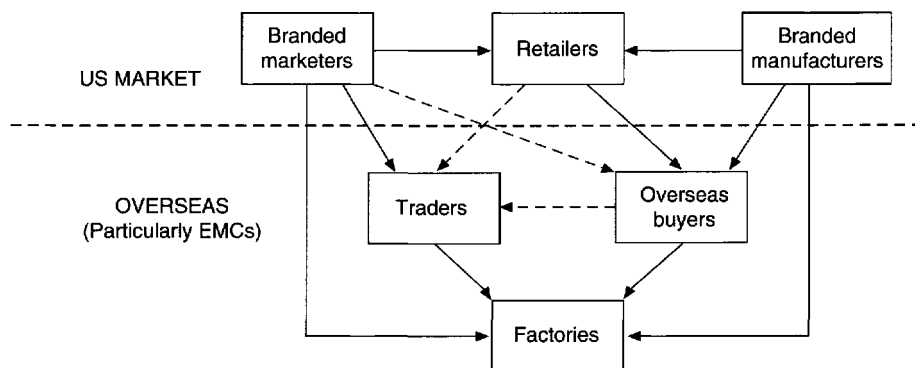 Branded
marketers
Retailers
Branded
manufacturers
US MARKET
OVERSEAS
(Particularly EMCs)
Traders
Overseas
buyers
Factories